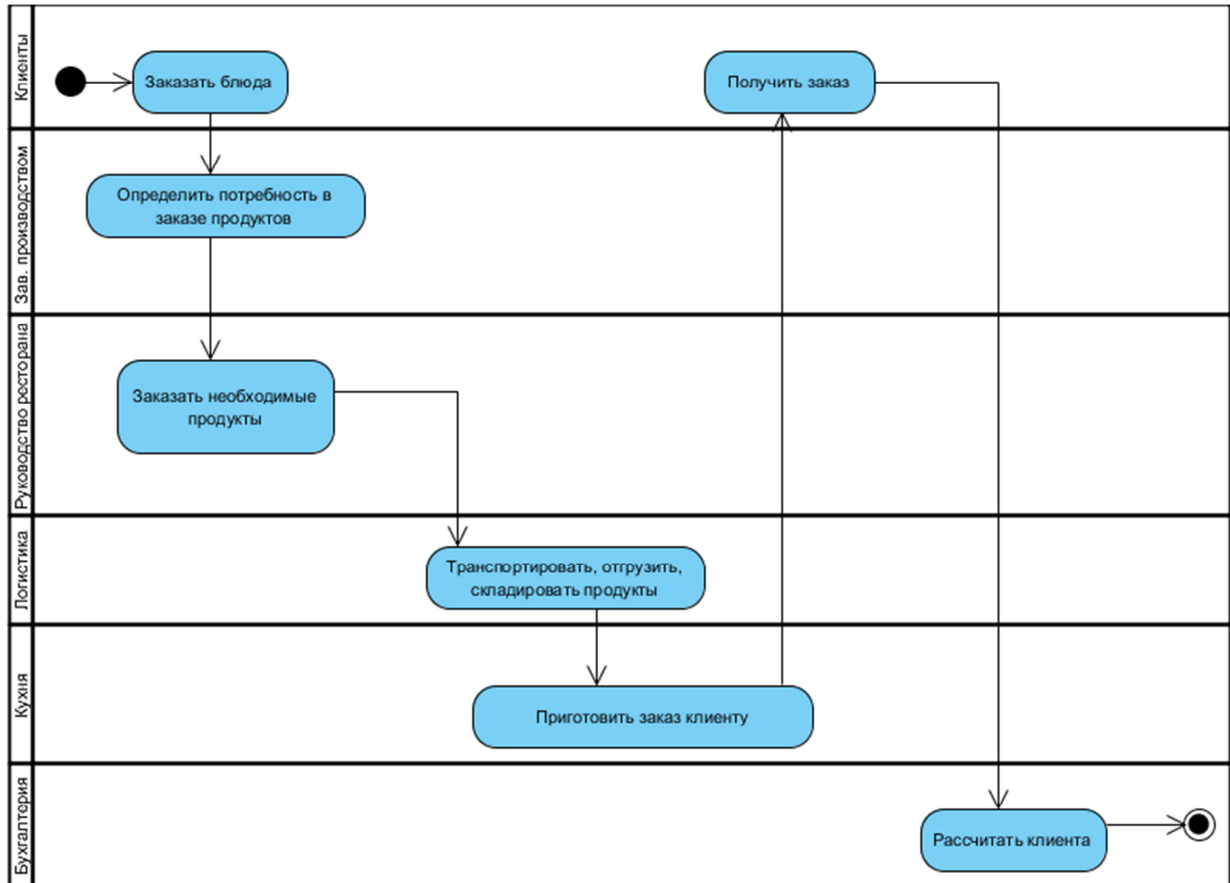 Клиенты
Заказать блюда
Получить заказ
Зав. производством
Определить потребность в
заказе продуктов
Руководство ресторана
Заказать необходимые
продукты
Логистика
Транспортировать, отгрузить,
складировать продукты
Кухня
Приготовить заказ клиенту
Бухгалтерия
Рассчитать клиента